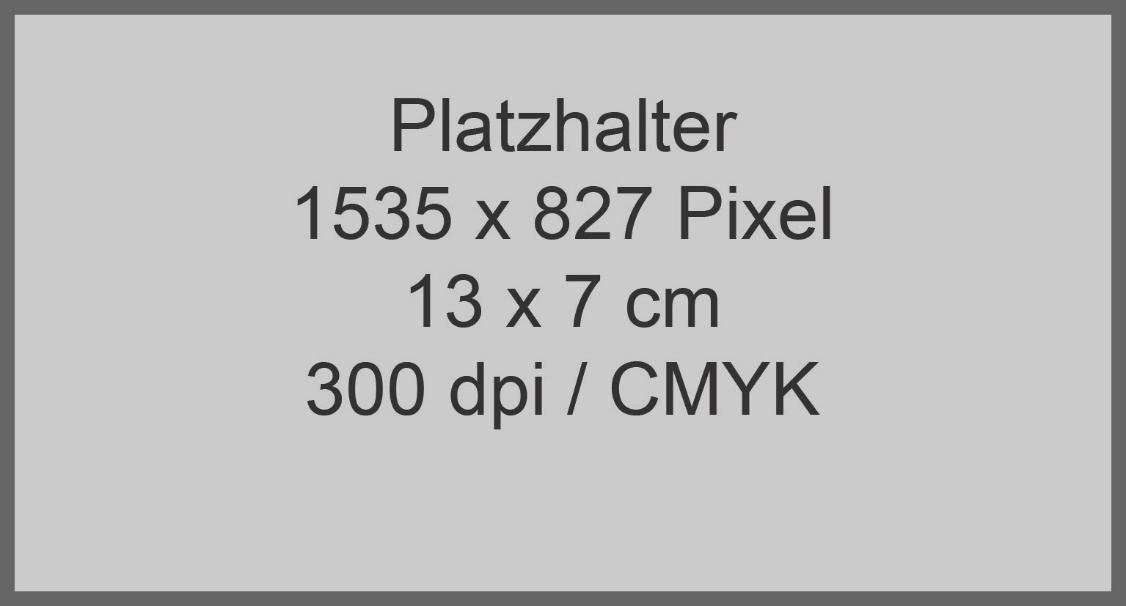 Platzhalter
1535 x 827 Pixel
13 x 7 cm
300 dpi / CMYK